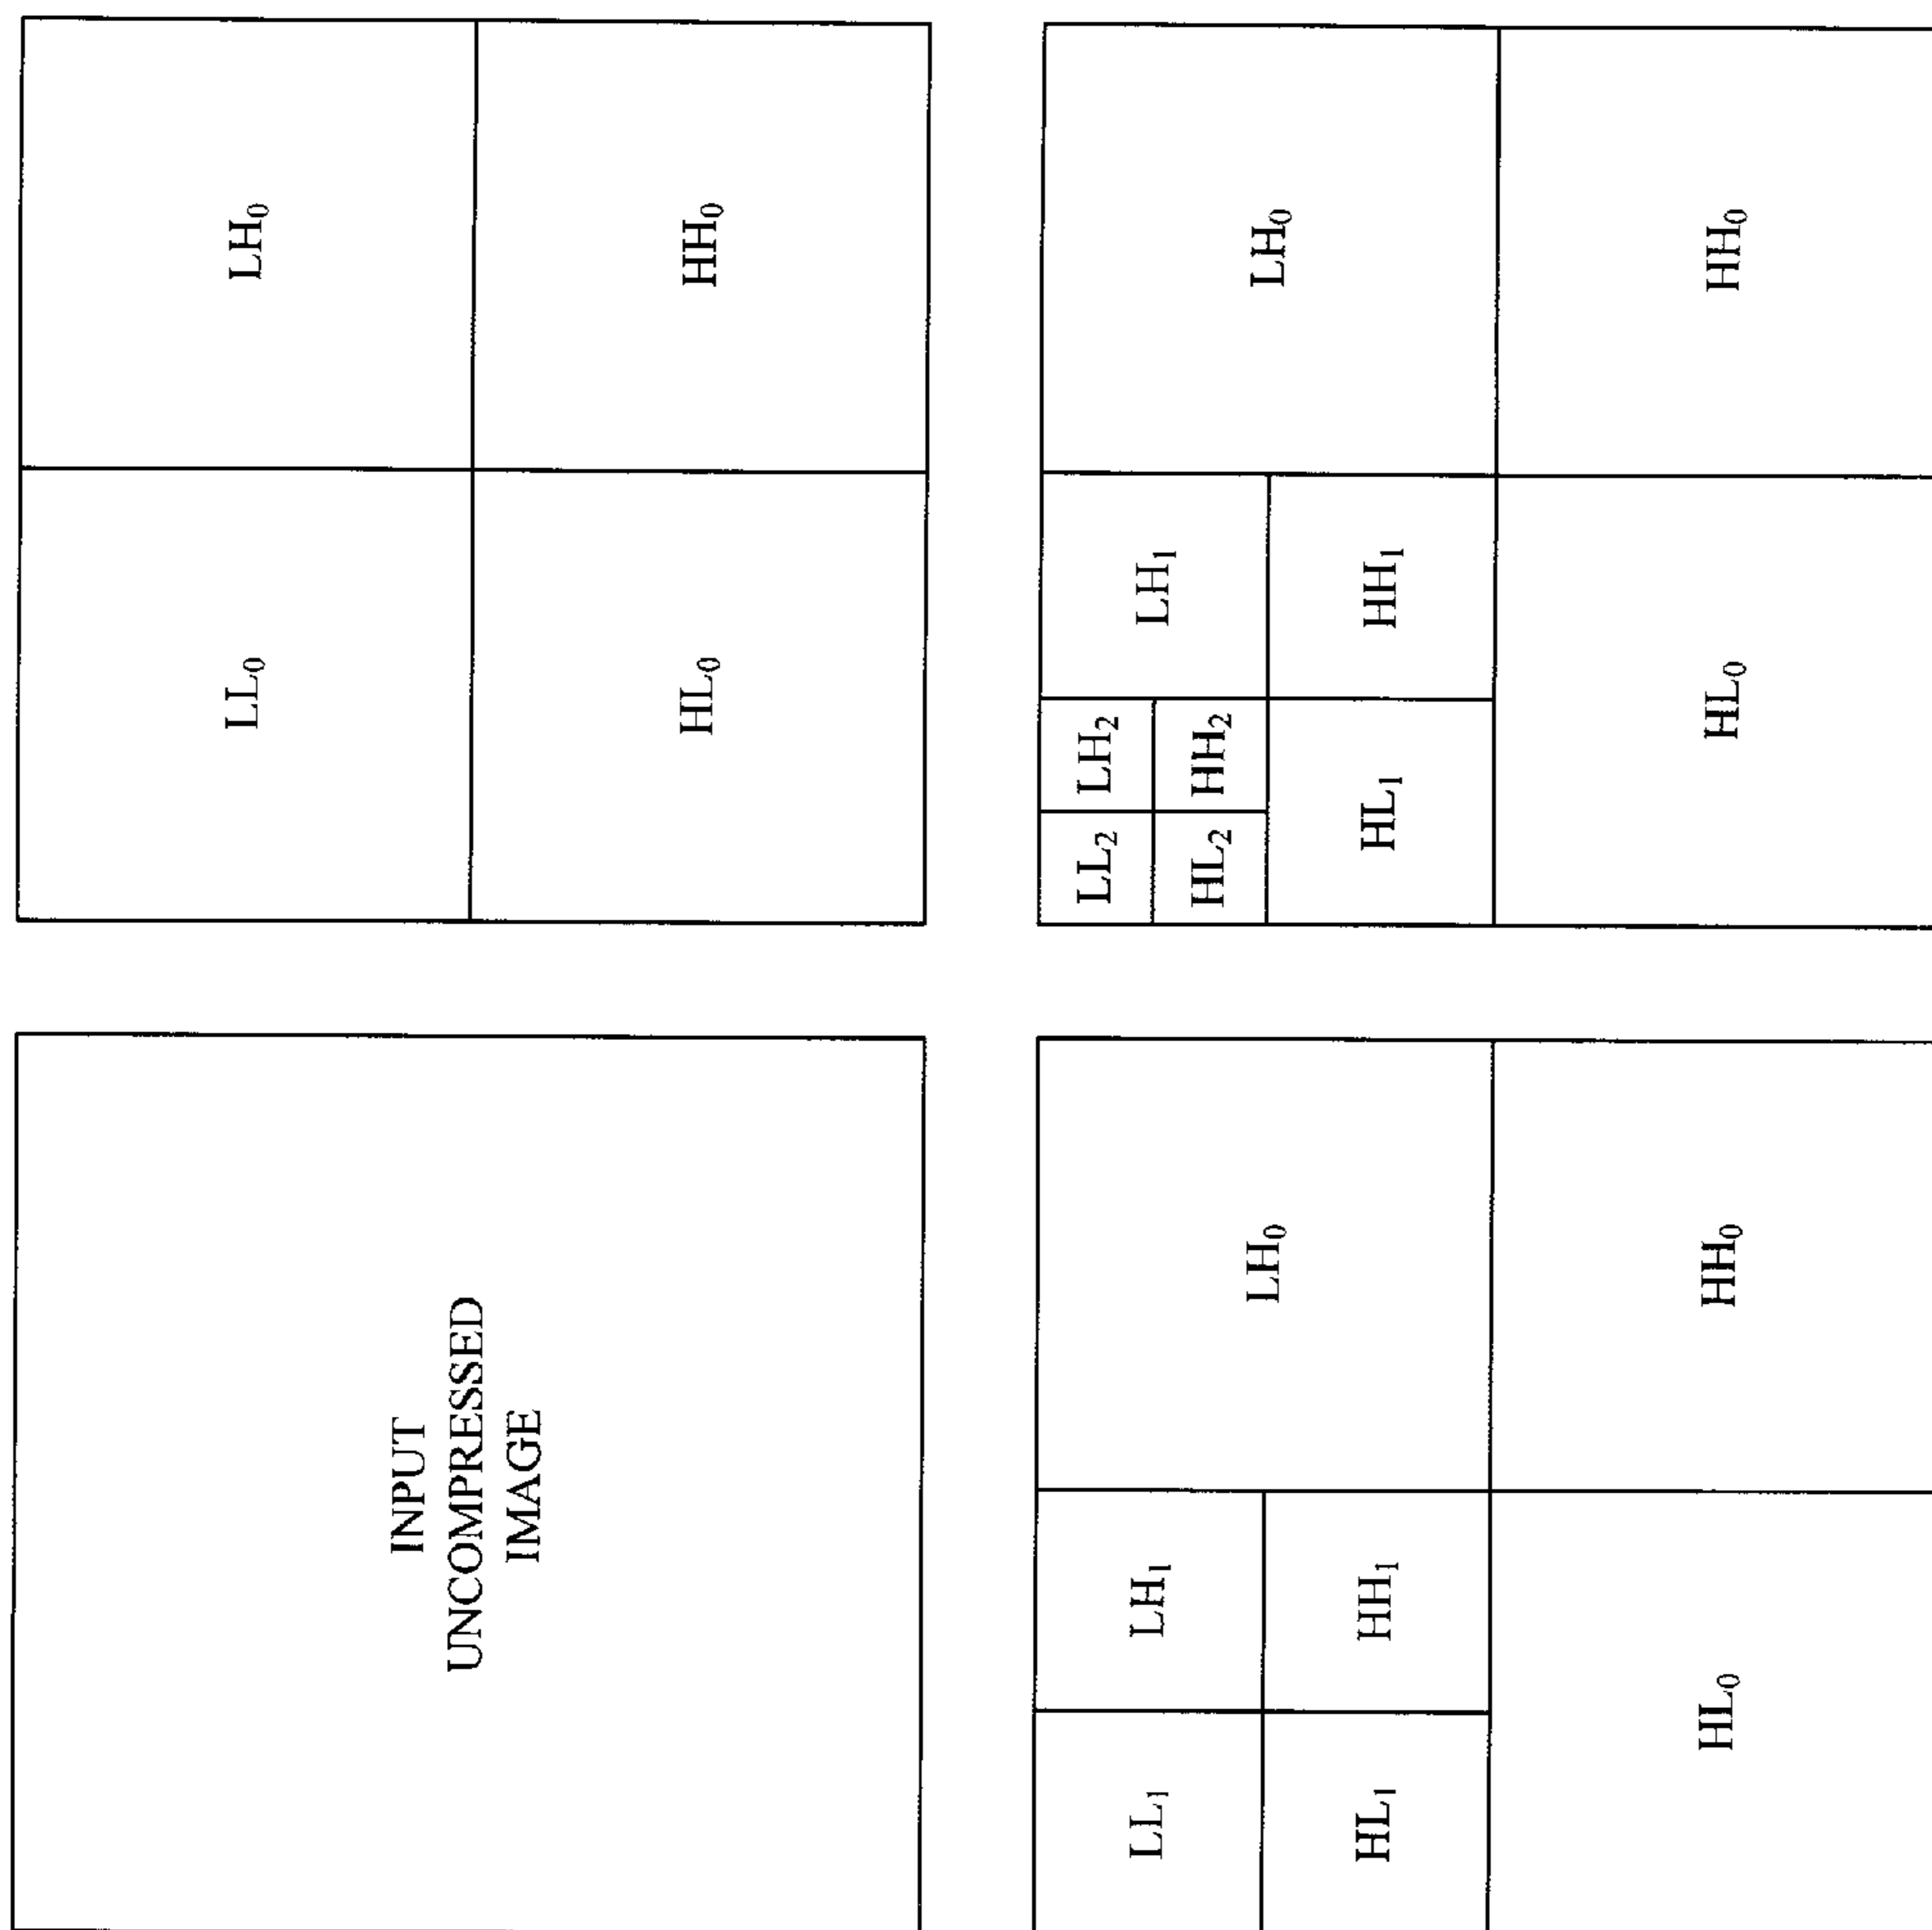 INPUT
UNCOMPRESSED
IMAGE
LL₀
LH₀
HL₀
HH₀
LL₁
LH₁
HL₁
HH₁
LH₀
HL₀
HH₀
LL₂
LH₂
HL₂
HH₂
LH₁
HL₁
HH₁
LH₀
HL₀
HH₀